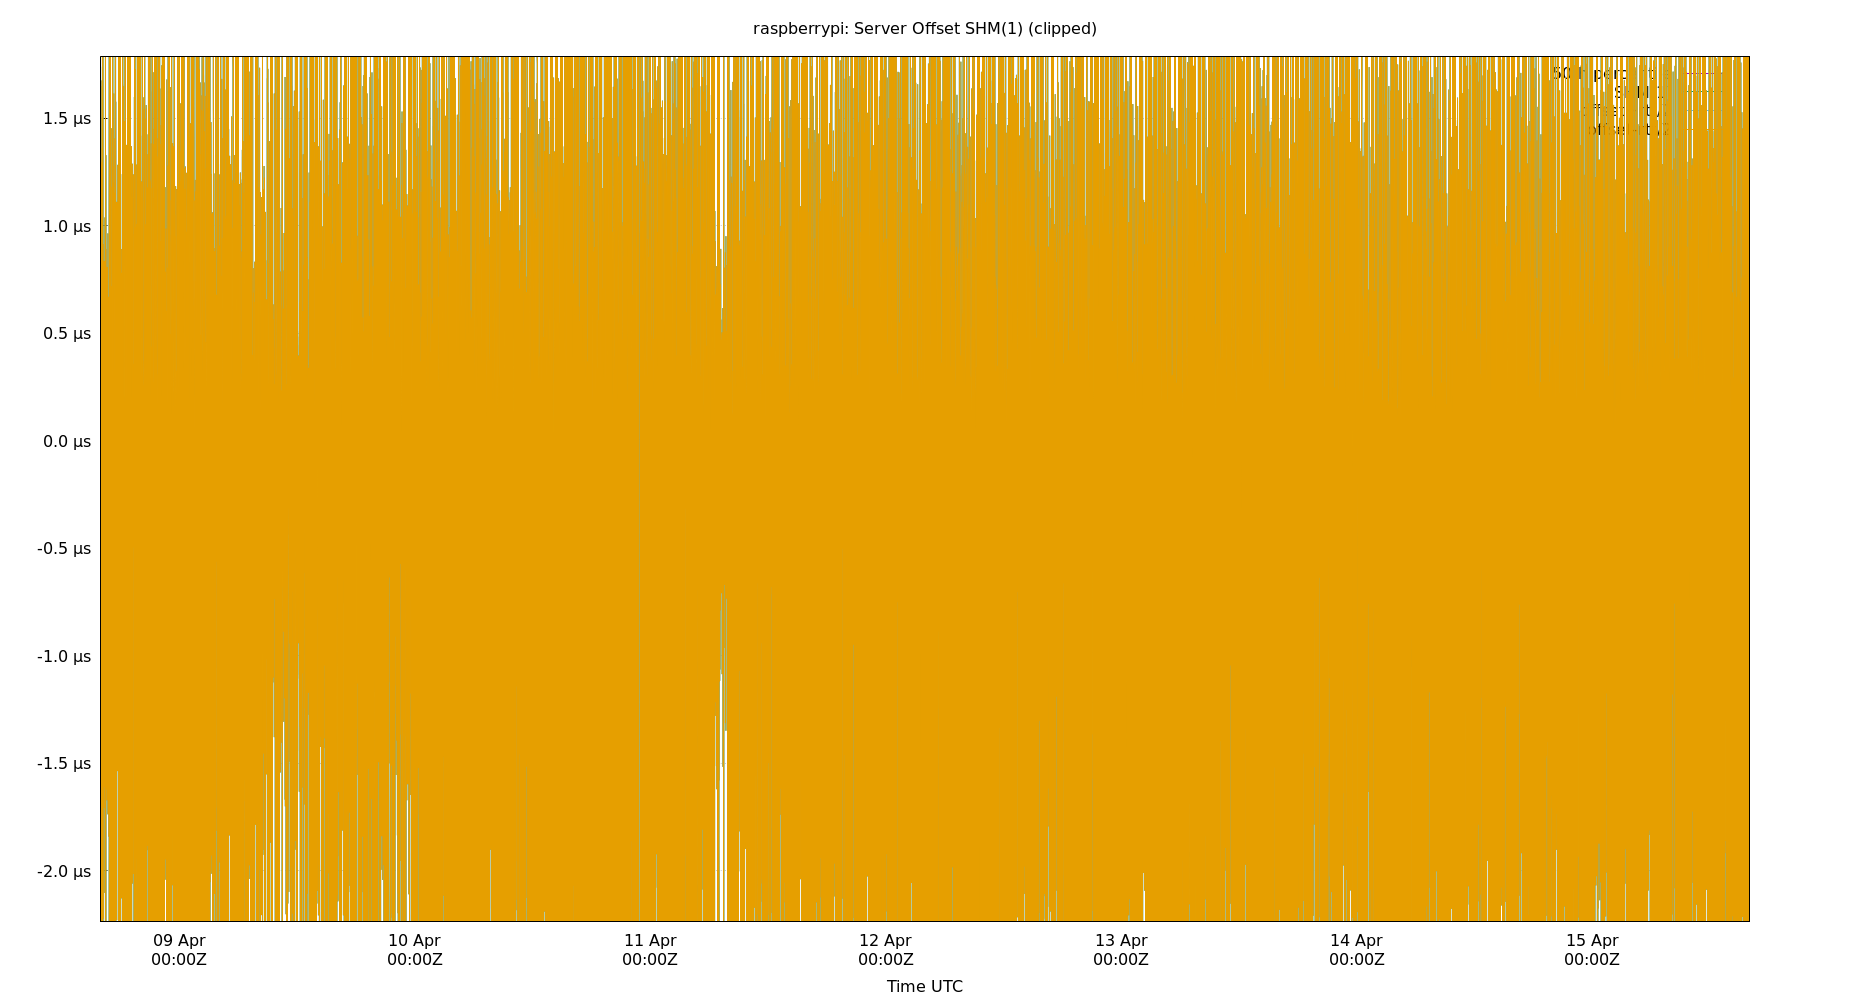 raspberrypi: Server Offset SHM(1) (clipped)
1.5 µs
1.0 µs
0.5 µs
0.0 µs
-0.5 µs
-1.0 µs
-1.5 µs
-2.0 µs
09 Apr 10 Apr 11 Apr 12 Apr 13 Apr 14 Apr 15 Apr
00:00Z 00:00Z 00:00Z 00:00Z 00:00Z 00:00Z 00:00Z
Time UTC